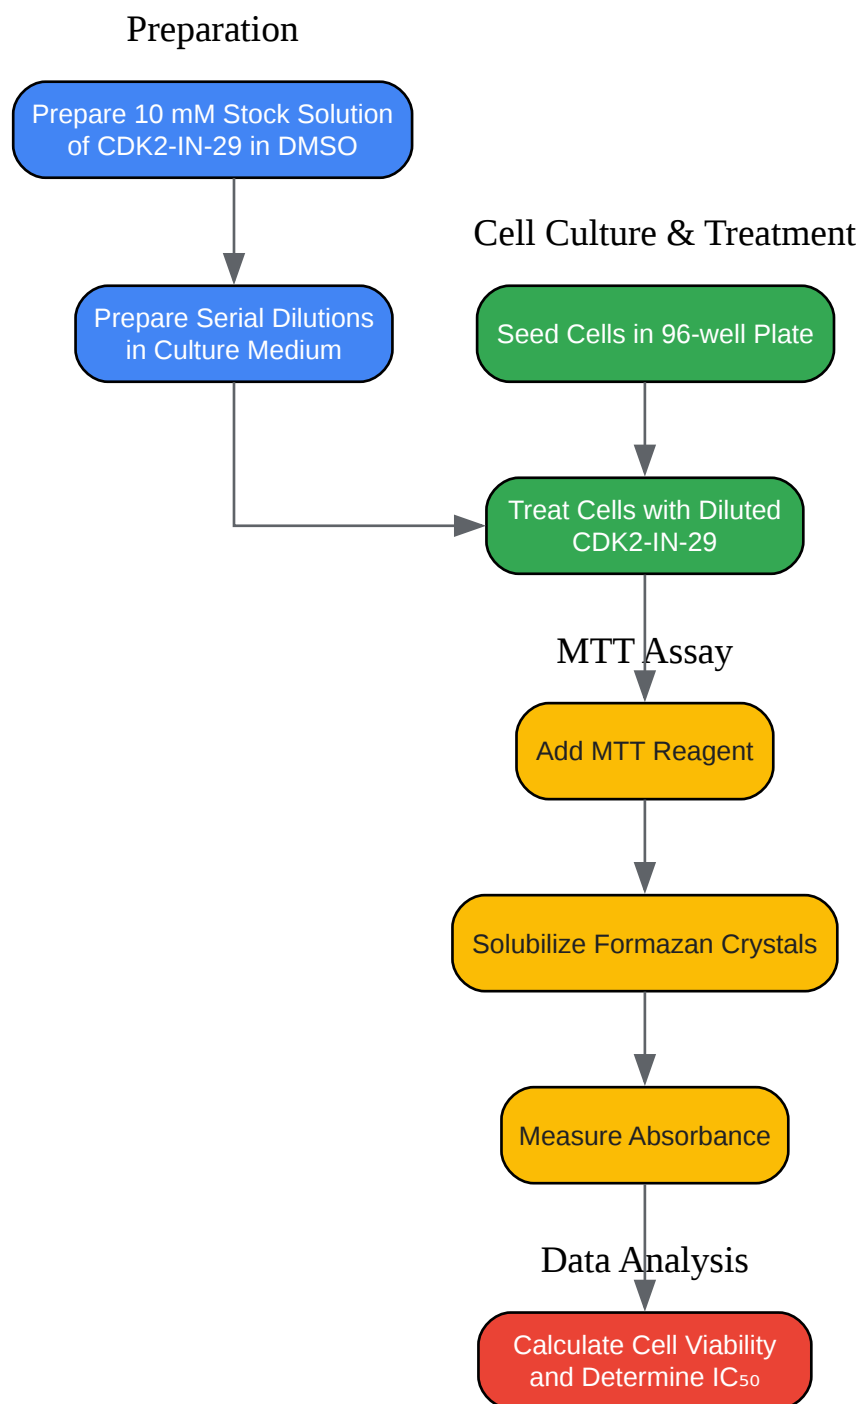 Preparation
Prepare 10 mM Stock Solution
of CDK2-IN-29 in DMSO
Prepare Serial Dilutions
in Culture Medium
Cell Culture & Treatment
Seed Cells in 96-well Plate
Treat Cells with Diluted
CDK2-IN-29
MTT Assay
Add MTT Reagent
Solubilize Formazan Crystals
Measure Absorbance
Data Analysis
Calculate Cell Viability
and Determine IC₅₀